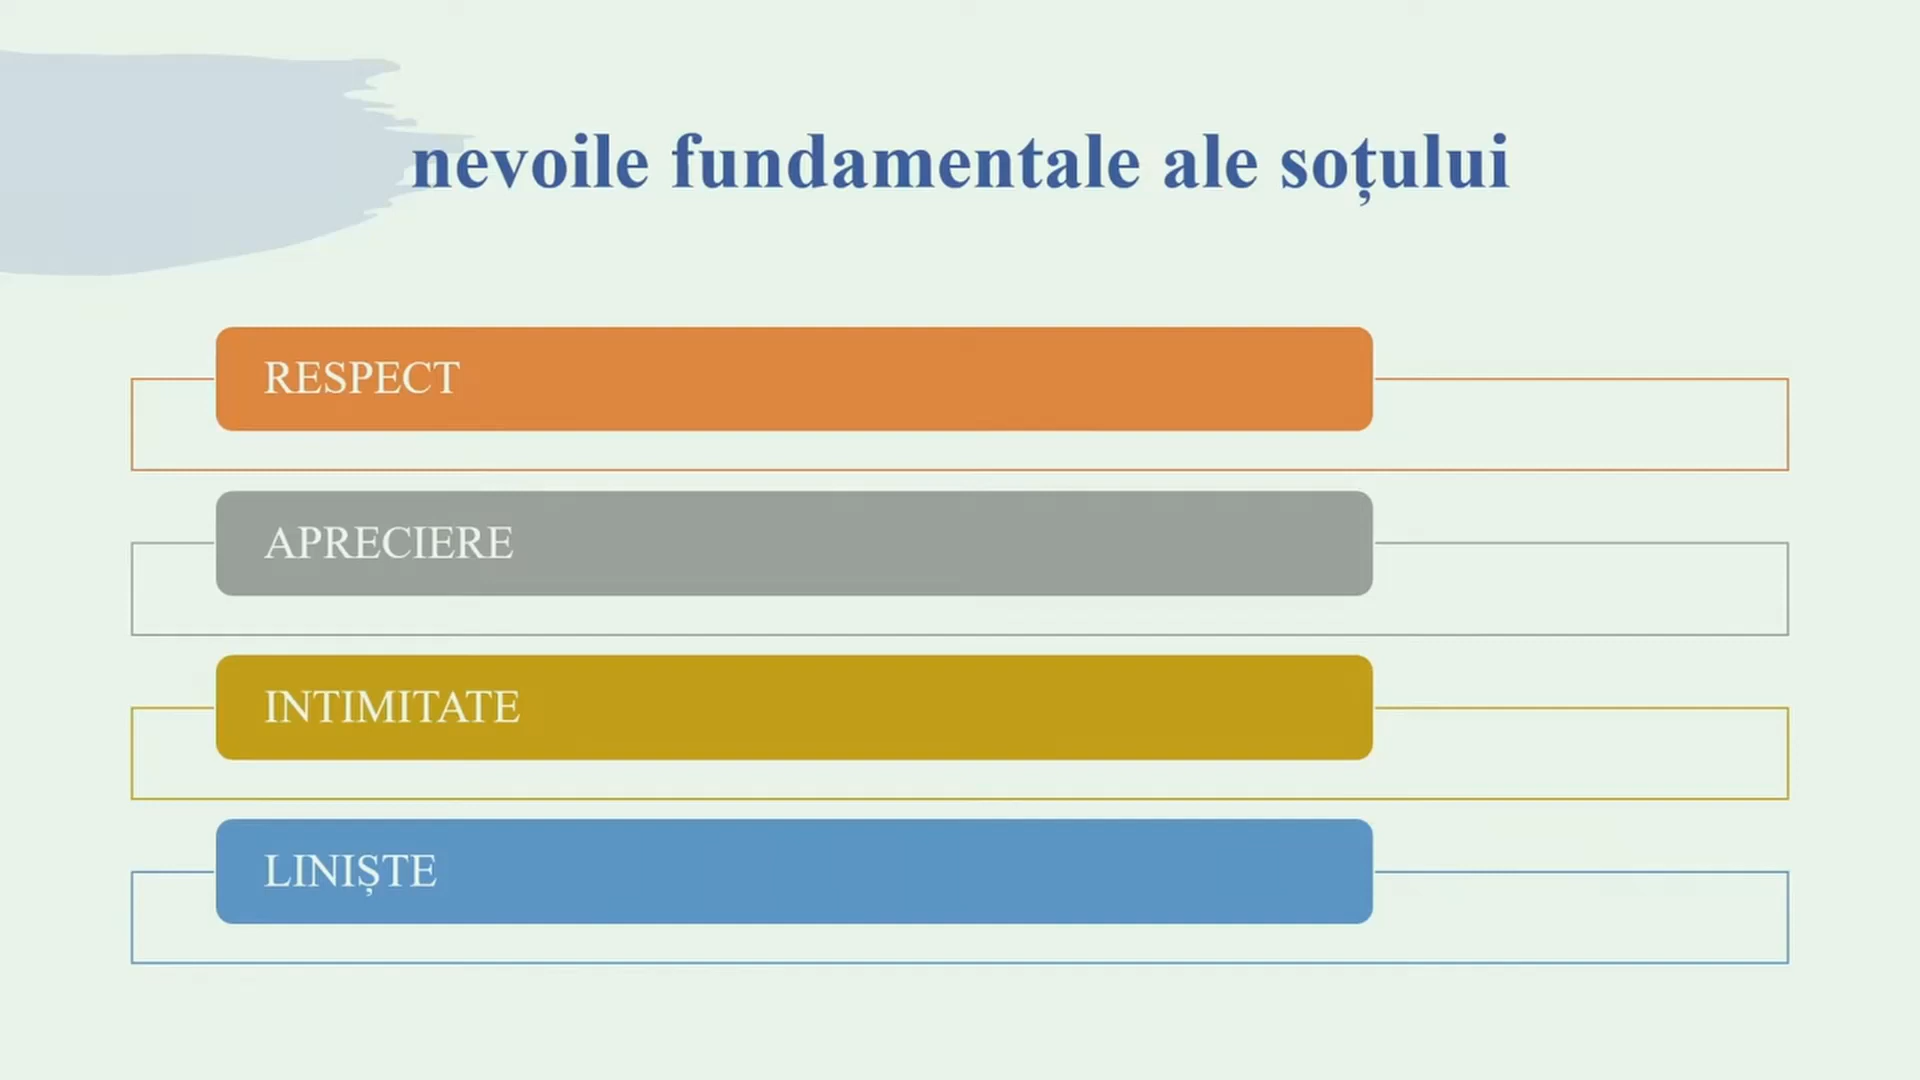 nevoile fundamentale ale soțului
RESPECT
APRECIERE
INTIMITATE
LINIȘTE